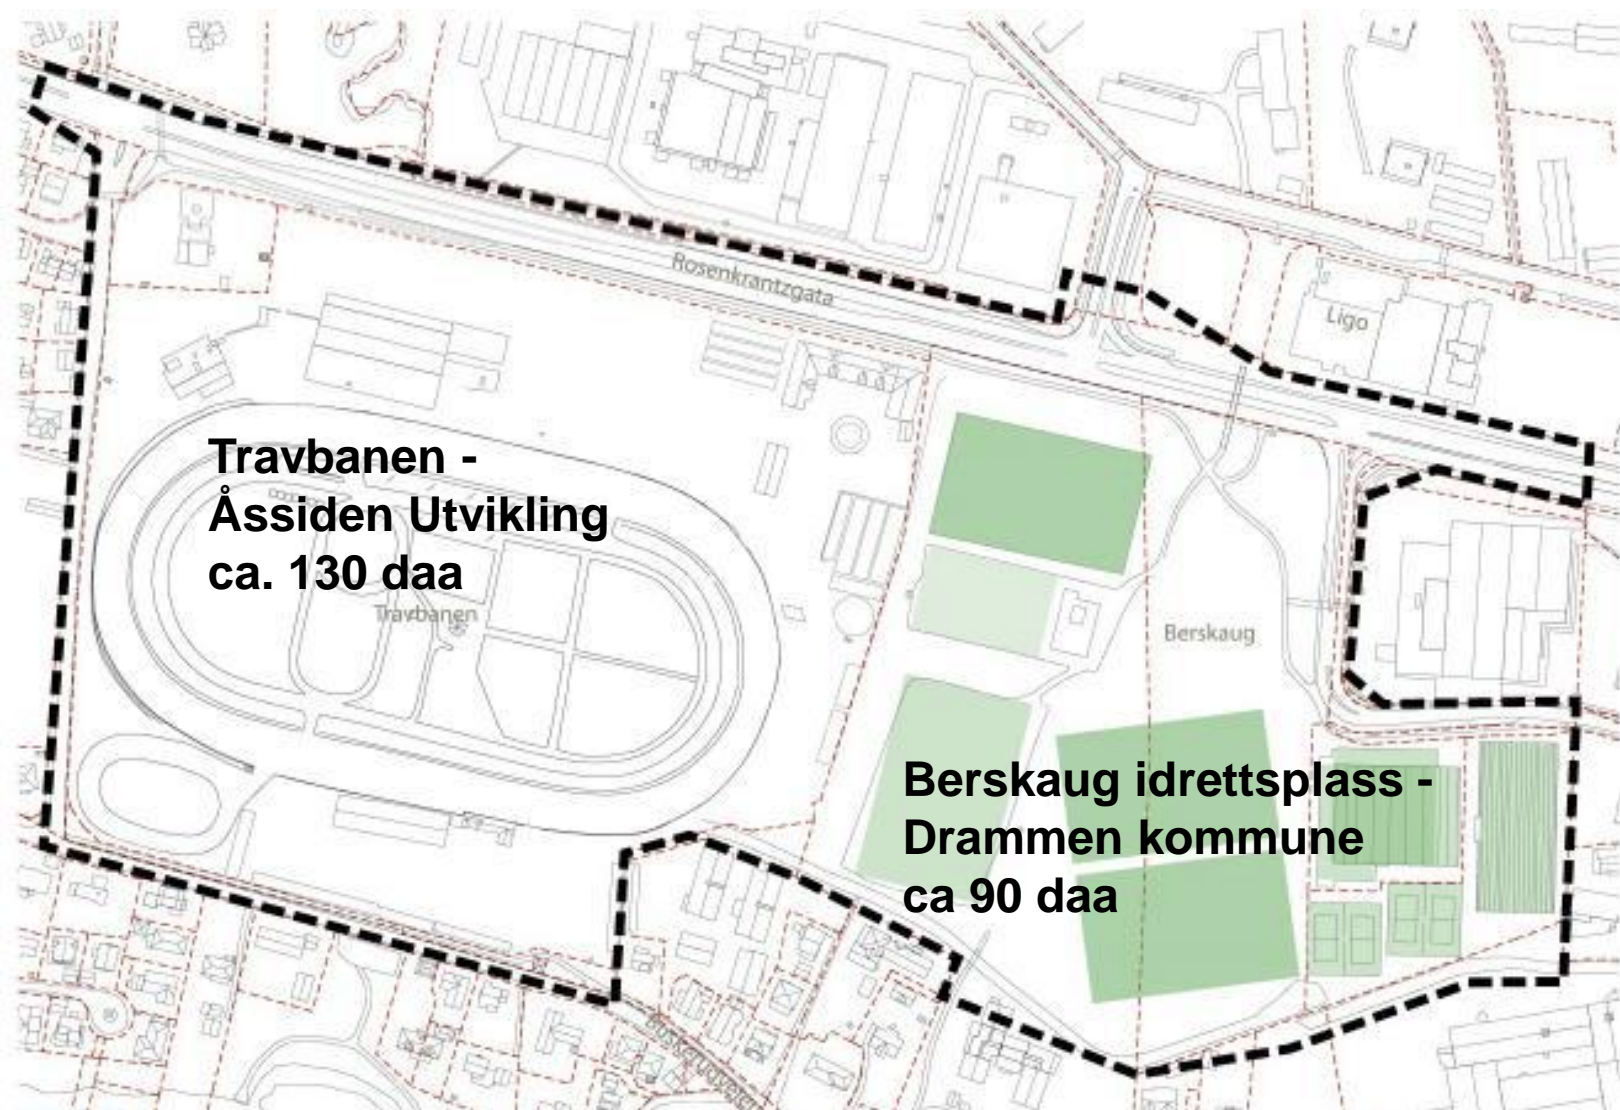 Rosenkrantzgata
Ligo
Travbanen -
Åssiden Utvikling
ca. 130 daa
Travbanen
Berskaug
Berskaug idrettsplass -
Drammen kommune
ca 90 daa